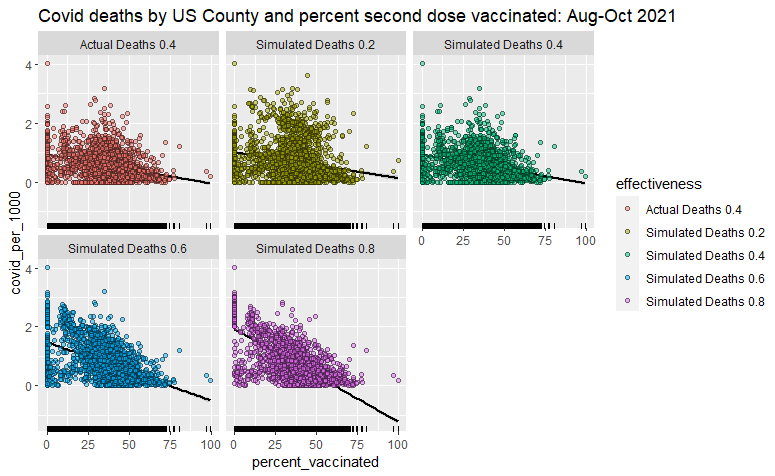 Covid deaths by US County and percent second dose vaccinated: Aug-Oct 2021
Actual Deaths 0.4
Simulated Deaths 0.2
Simulated Deaths 0.4
4
2
0
0
25
50
75
100
Simulated Deaths 0.6
Simulated Deaths 0.8
4
2
0
0
25
50
75
100
0
25
50
75
100
covid_per_1000
percent_vaccinated
effectiveness
Actual Deaths 0.4
Simulated Deaths 0.2
Simulated Deaths 0.4
Simulated Deaths 0.6
Simulated Deaths 0.8